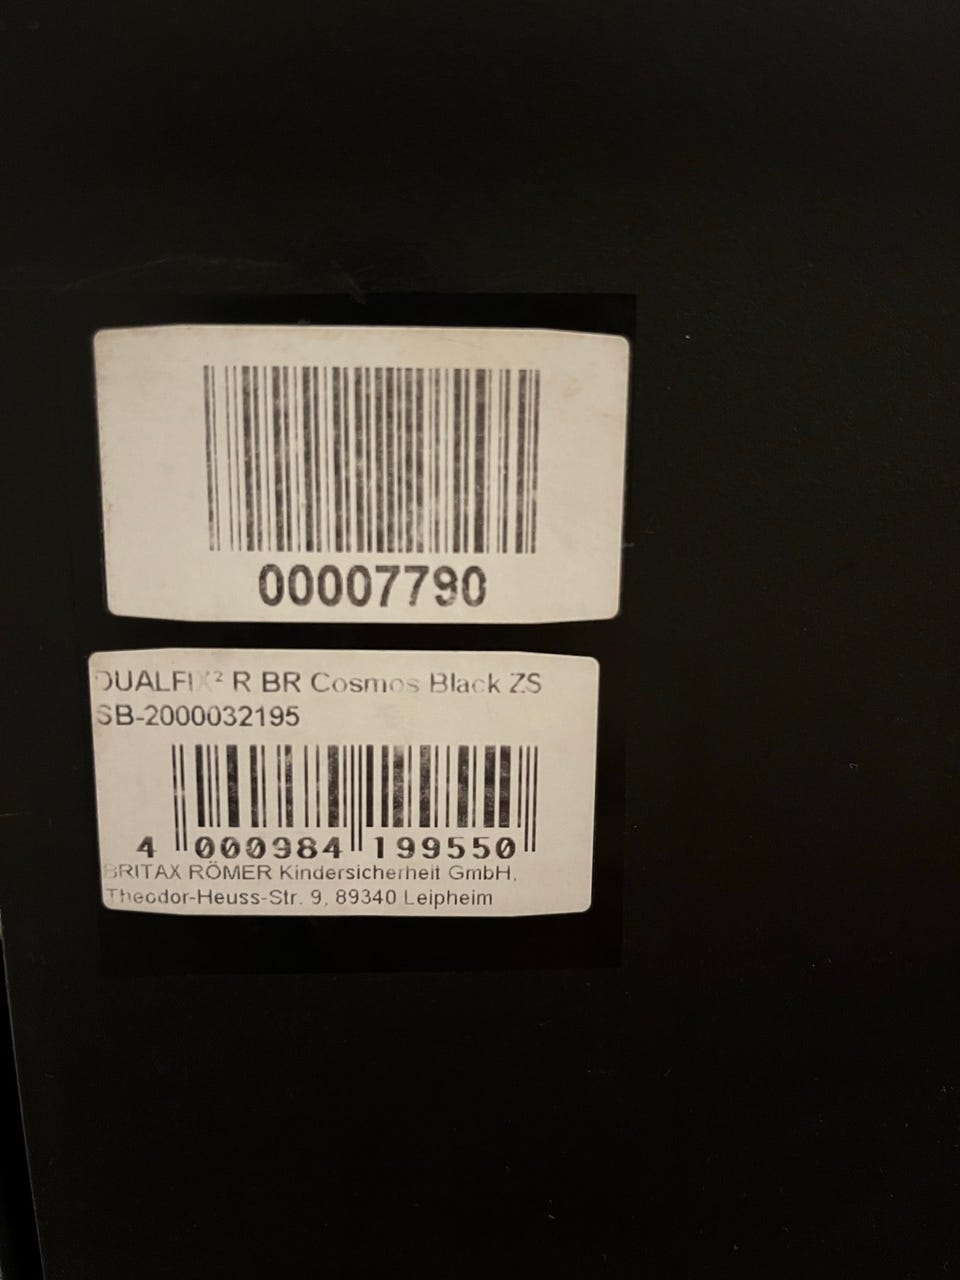 00007790
DUALFIX² R BR Cosmos Black ZS
SB-2000032195
4 000984 199550
BRITAX RÖMER Kindersicherheit GmbH,
Theodor-Heuss-Str. 9, 89340 Leipheim